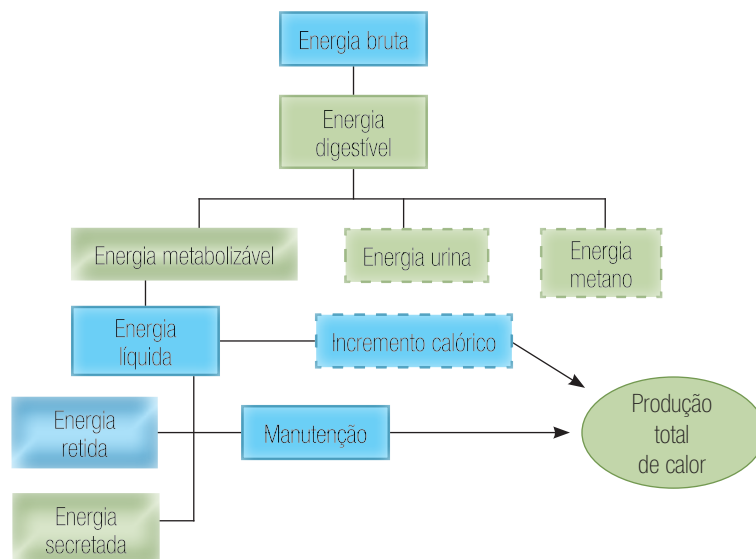 Energia bruta
Energia
digestível
Energia metabolizável
Energia urina
Energia
metano
Energia
líquida
Incremento calórico
Energia
retida
Manutenção
Produção
total
de calor
Energia
secretada